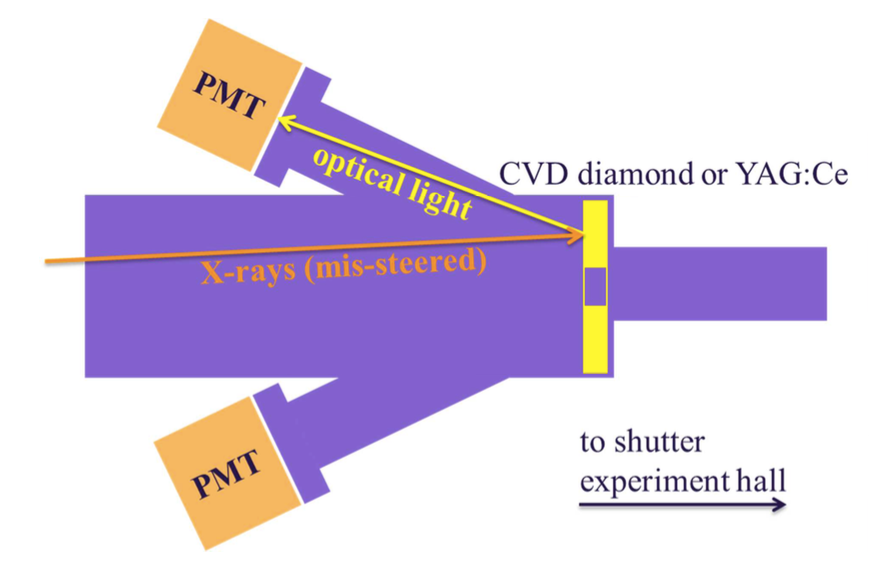 PMT
optical light
CVD diamond or YAG:Ce
X-rays (mis-steered)
PMT
to shutter
experiment hall